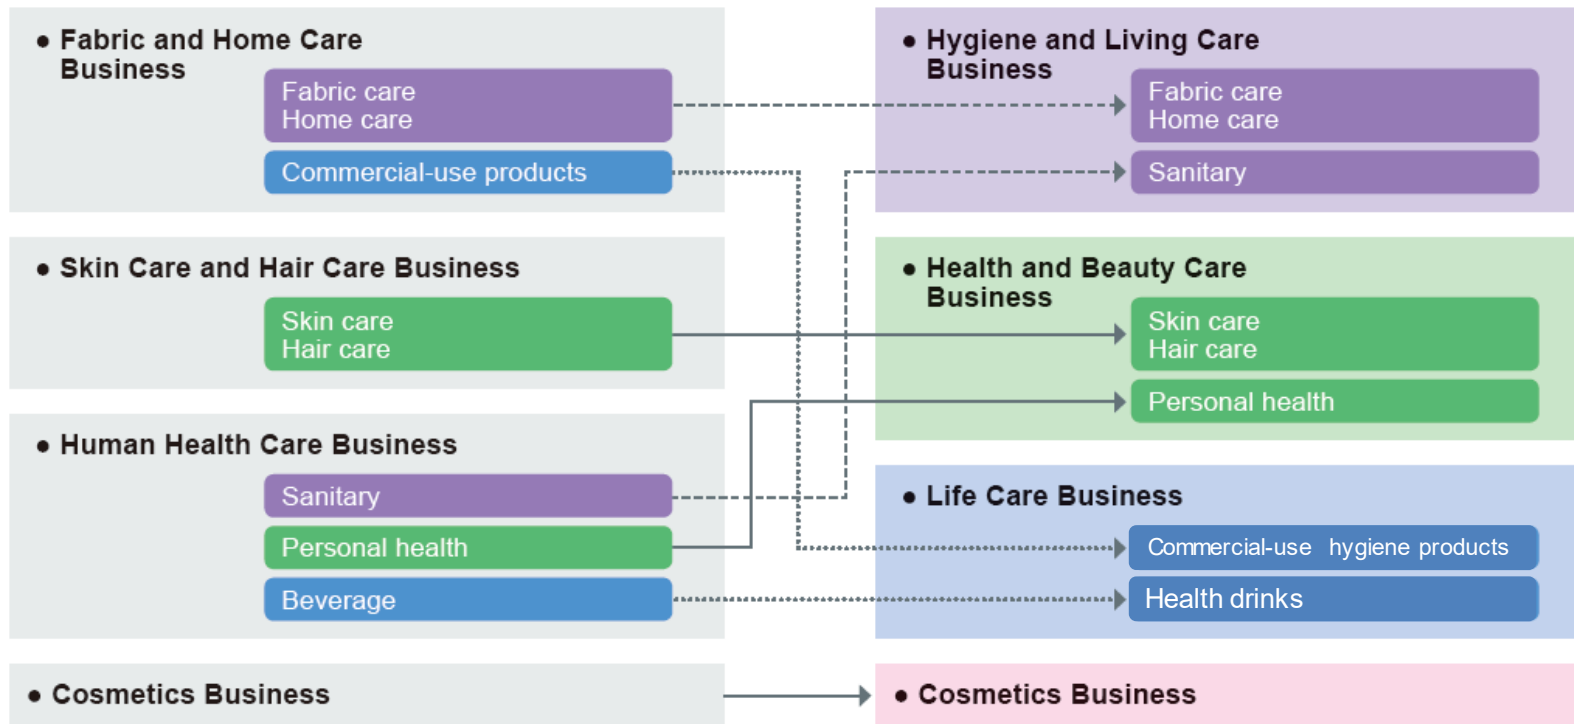 ● Fabric and Home Care
Business
Fabric care
Home care
Commercial-use products
● Skin Care and Hair Care Business
Skin care
Hair care
● Human Health Care Business
Sanitary
Personal health
Beverage
● Cosmetics Business
● Hygiene and Living Care
Business
Fabric care
Home care
Sanitary
● Health and Beauty Care
Business
Skin care
Hair care
Personal health
● Life Care Business
Commercial-use hygiene products
Health drinks
● Cosmetics Business